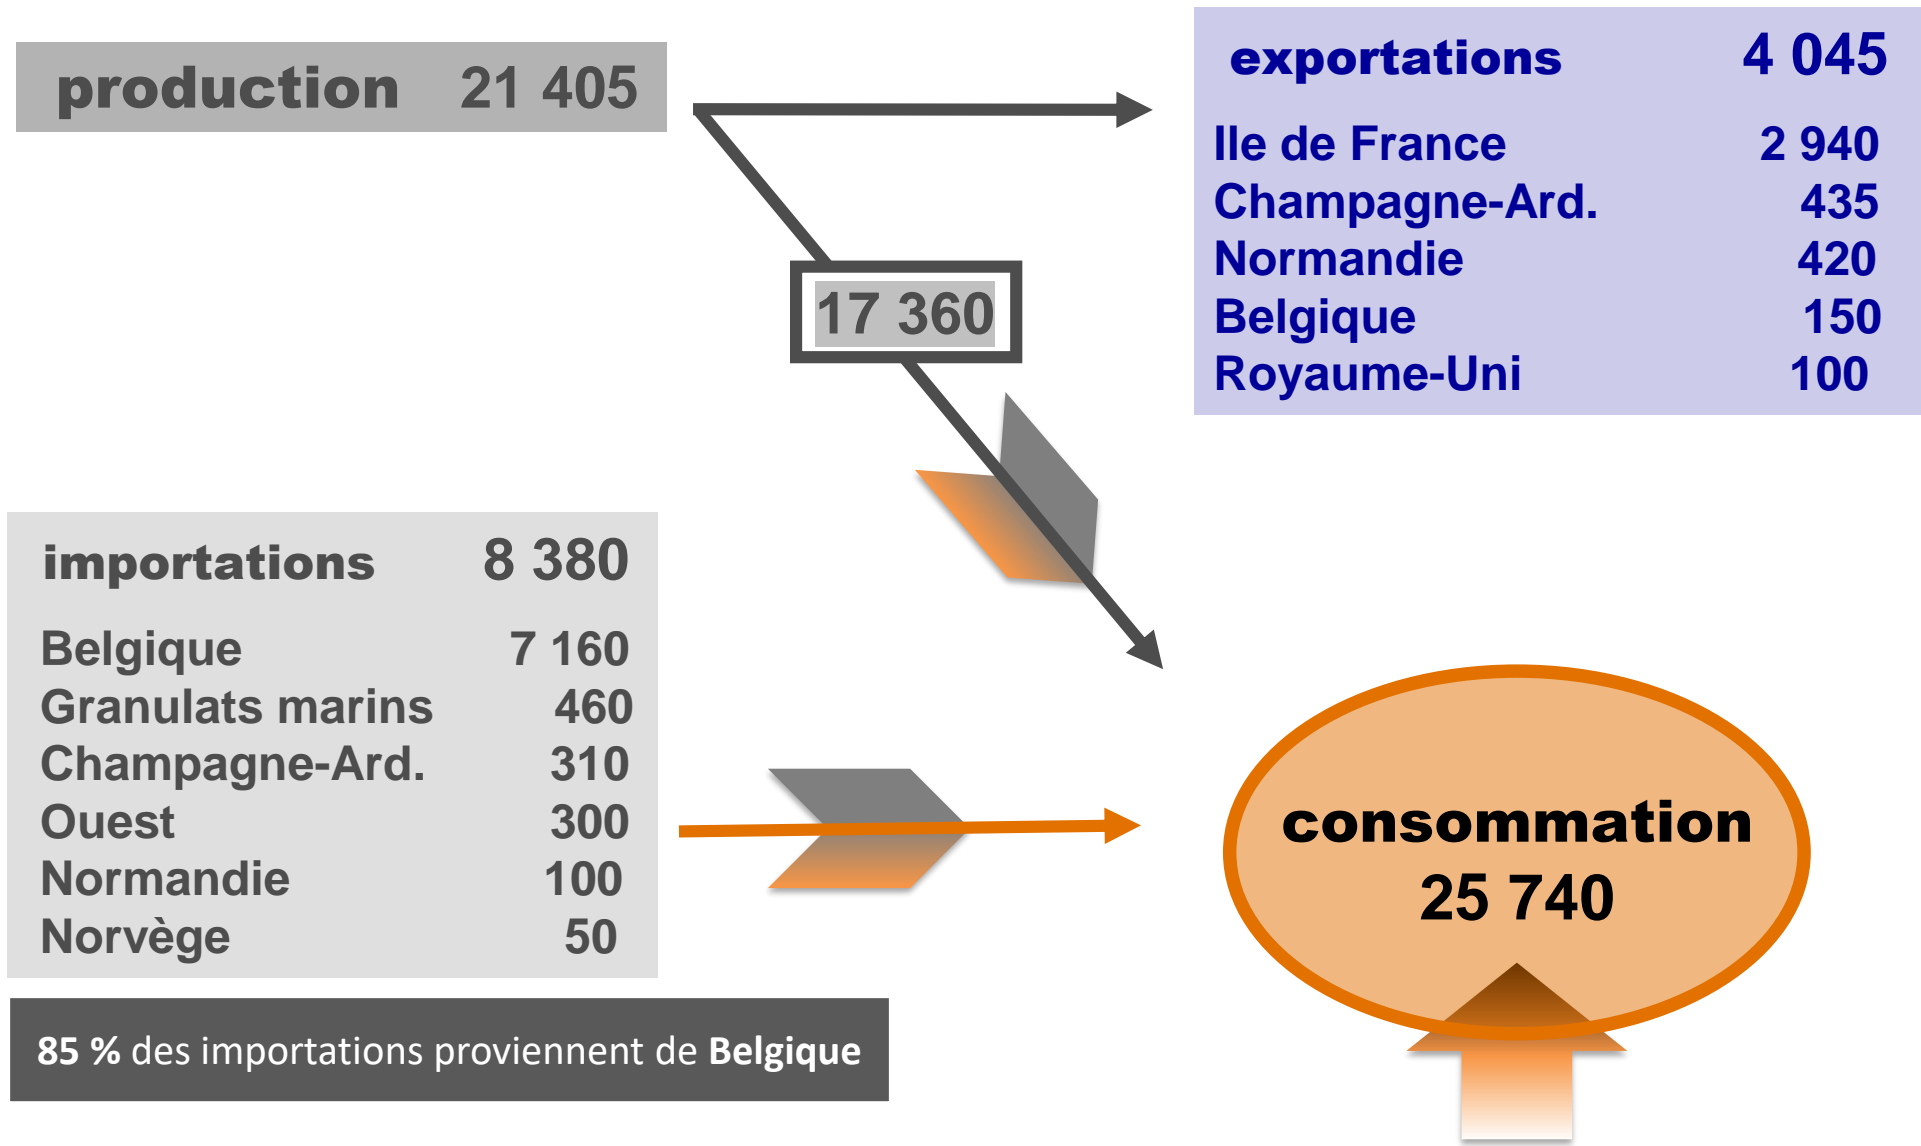 production 21 405
exportations 4 045
Ile de France 2 940
Champagne-Ard. 435
Normandie 420
Belgique 150
Royaume-Uni 100
17 360
importations 8 380
Belgique 7 160
Granulats marins 460
Champagne-Ard. 310
Ouest 300
Normandie 100
Norvège 50
85 % des importations proviennent de Belgique
consommation
25 740